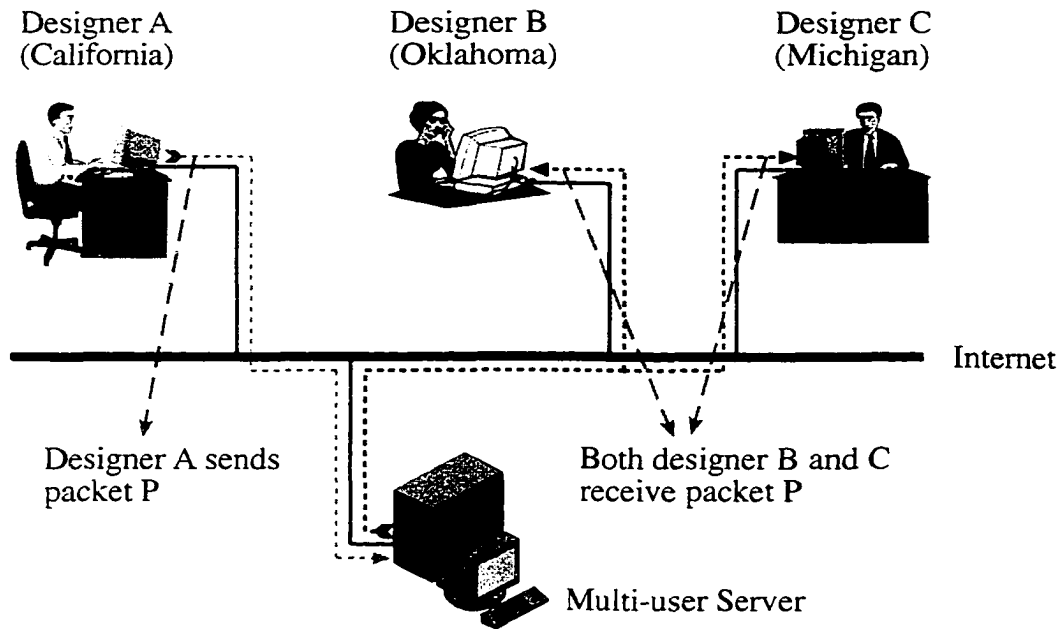 Designer A
(California)
Designer B
(Oklahoma)
Designer C
(Michigan)
Internet
Designer A sends
packet P
Both designer B and C
receive packet P
Multi-user Server